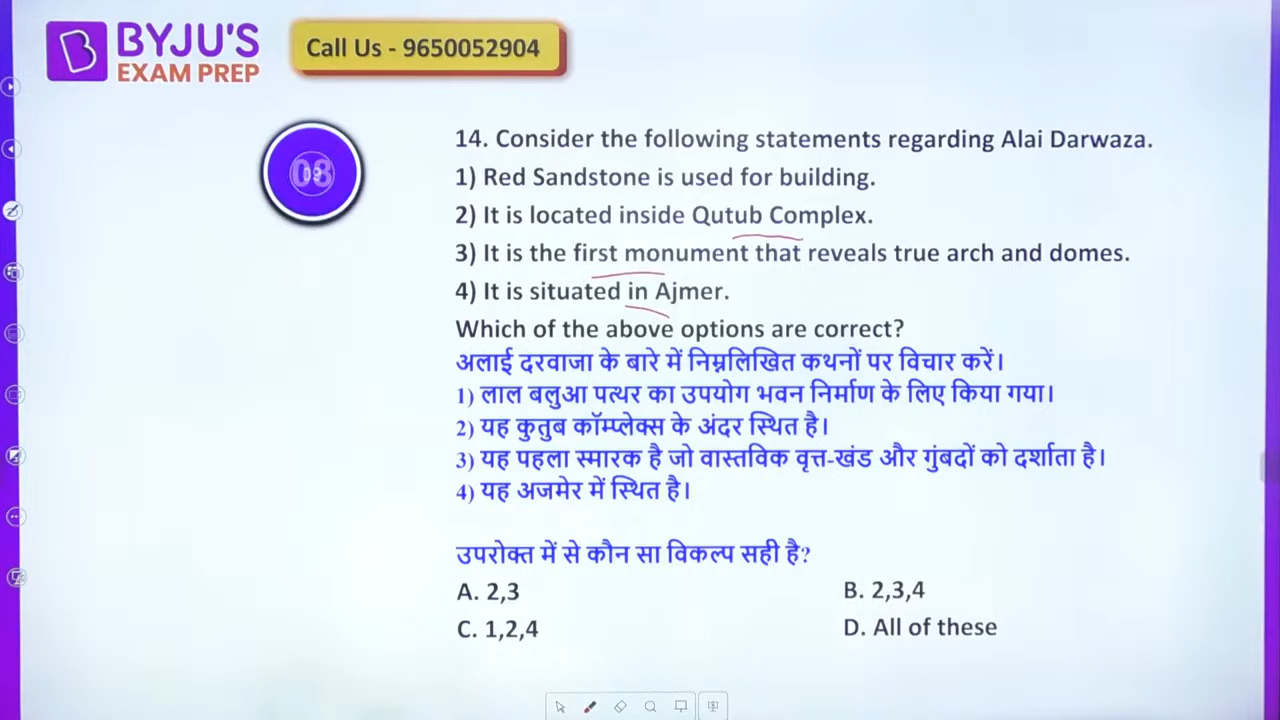 BYJU'S
EXAM PREP
Call Us - 9650052904
14. Consider the following statements regarding Alai Darwaza.
1) Red Sandstone is used for building.
2) It is located inside Qutub Complex.
3) It is the first monument that reveals true arch and domes.
4) It is situated in Ajmer.
Which of the above options are correct?
अलाई दरवाजा के बारे में निम्नलिखित कथनों पर विचार करें।
1) लाल बलुआ पत्थर का उपयोग भवन निर्माण के लिए किया गया।
2) यह कुतुब कॉम्प्लेक्स के अंदर स्थित है।
3) यह पहला स्मारक है जो वास्तविक वृत्त-खंड और गुंबदों को दर्शाता है।
4) यह अजमेर में स्थित है।
उपरोक्त में से कौन सा विकल्प सही है?
A. 2,3
B. 2,3,4
C. 1,2,4
D. All of these